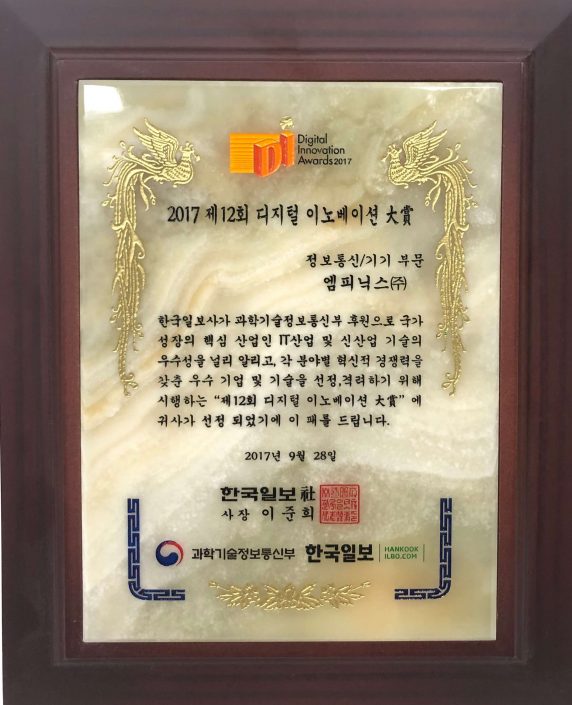 Di
Digital
Innovation
Awards2017
2017 제12회 디지털 이노베이션 大賞
정보통신/기기 부문
엠피닉스㈜
한국일보사가 과학기술정보통신부 후원으로 국가
성장의 핵심 산업인 IT산업 및 신산업 기술의
우수성을 널리 알리고, 각 분야별 혁신적 경쟁력을
갖춘 우수 기업 및 기술을 선정,격려하기 위해
시행하는 “제12회 디지털 이노베이션 大賞” 에
귀사가 선정 되었기에 이 패를 드립니다.
2017년 9월 28일
한국일보社
사장 이준희
과학기술정보통신부 한국일보 HANKOOK
ILBO.COM